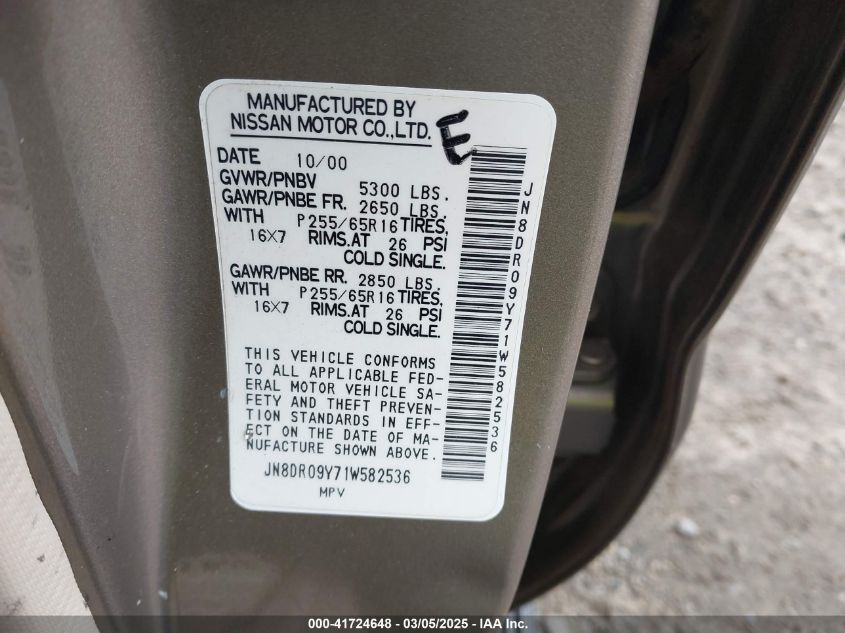 MANUFACTURED BY
NISSAN MOTOR CO.,LTD. E
DATE 10/00
GVWR/PNBV 5300 LBS.
GAWR/PNBE FR. 2650 LBS.
WITH P255/65R16 TIRES,
16X7 RIMS.AT 26 PSI
COLD SINGLE.
GAWR/PNBE RR. 2850 LBS.
WITH P255/65R16 TIRES,
16X7 RIMS.AT 26 PSI
COLD SINGLE.
THIS VEHICLE CONFORMS
TO ALL APPLICABLE FED-
ERAL MOTOR VEHICLE SA-
FETY AND THEFT PREVEN-
TION STANDARDS IN EFF-
ECT ON THE DATE OF MA-
NUFACTURE SHOWN ABOVE.
JN8DR09Y71W582536
MPV
JN8DR09Y71W582536
000-41724648 — 03/05/2025 — IAA Inc.